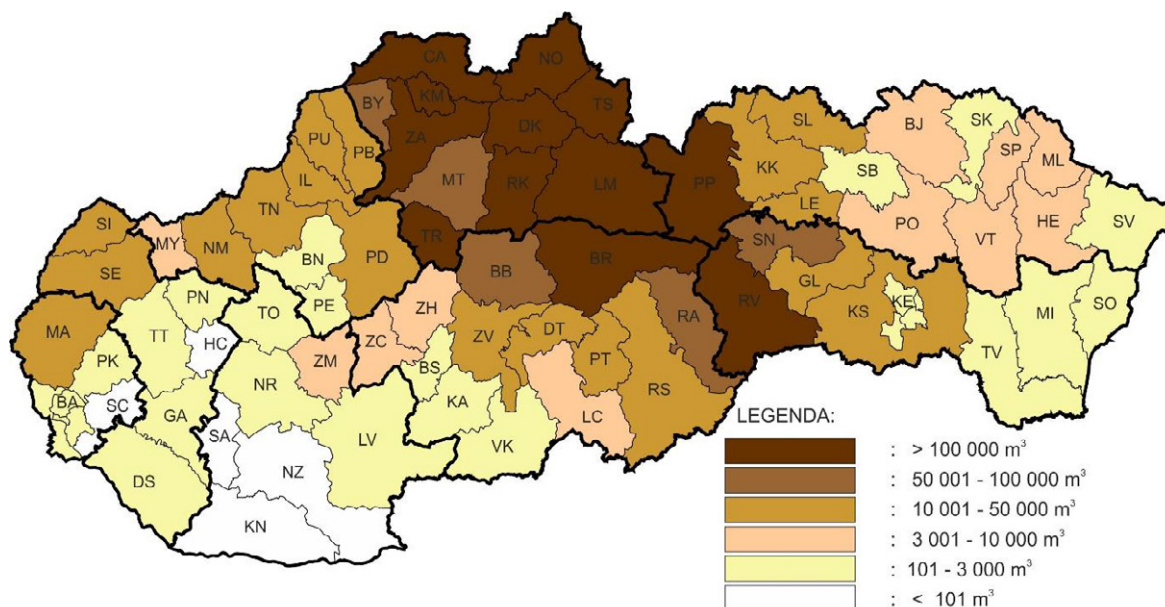 CA
NO
BY
KM
TS
PU
PB
ZA
DK
SL
BJ
SK
SP
ML
IL
MT
RK
LM
PP
KK
SB
LE
TN
SI
MY
NM
TR
PO
VT
HE
SV
SE
BN
PD
BB
BR
SN
GL
PN
PE
ZH
RA
RV
KS
KE
MI
SO
MA
TT
HC
TO
ZC
ZV
DT
PT
TV
PK
NR
ZM
BS
RS
BA
SC
GA
SA
KA
LC
LV
VK
DS
NZ
KN
LEGENDA:
: > 100 000 m³
: 50 001 - 100 000 m³
: 10 001 - 50 000 m³
: 3 001 - 10 000 m³
: 101 - 3 000 m³
: < 101 m³